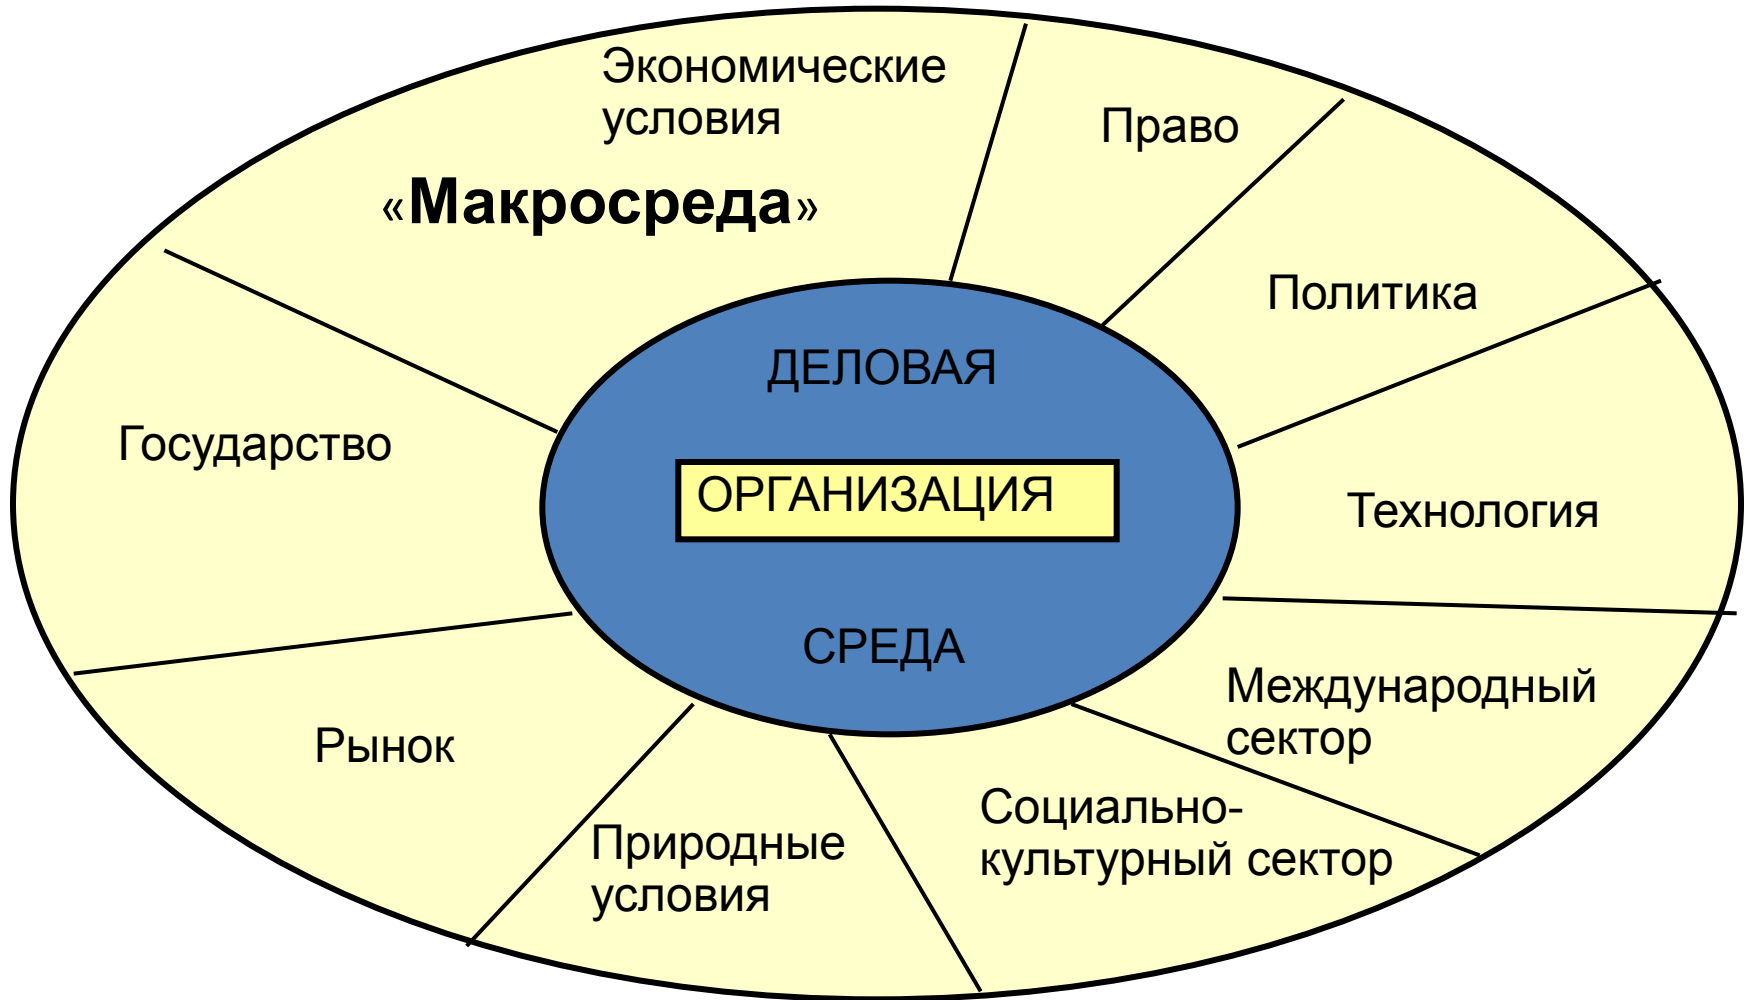 Экономические
условия
«Макросреда»
Право
Политика
ДЕЛОВАЯ
Государство
ОРГАНИЗАЦИЯ
Технология
СРЕДА
Международный
сектор
Рынок
Социально-
культурный сектор
Природные
условия